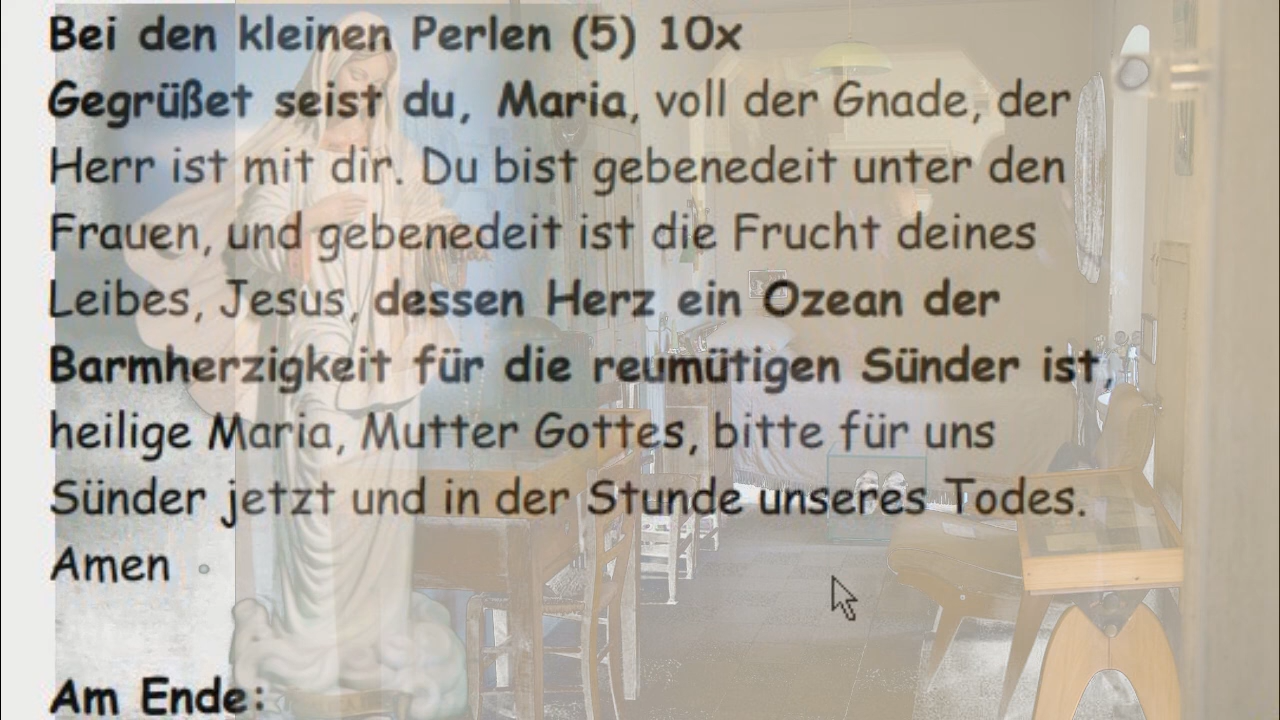 Bei den kleinen Perlen (5) 10x
Gegrüßet seist du, Maria, voll der Gnade, der
Herr ist mit dir. Du bist gebenedeit unter den
Frauen, und gebenedeit ist die Frucht deines
Leibes, Jesus, dessen Herz ein Ozean der
Barmherzigkeit für die reumütigen Sünder ist,
heilige Maria, Mutter Gottes, bitte für uns
Sünder jetzt und in der Stunde unseres Todes.
Amen
Am Ende: